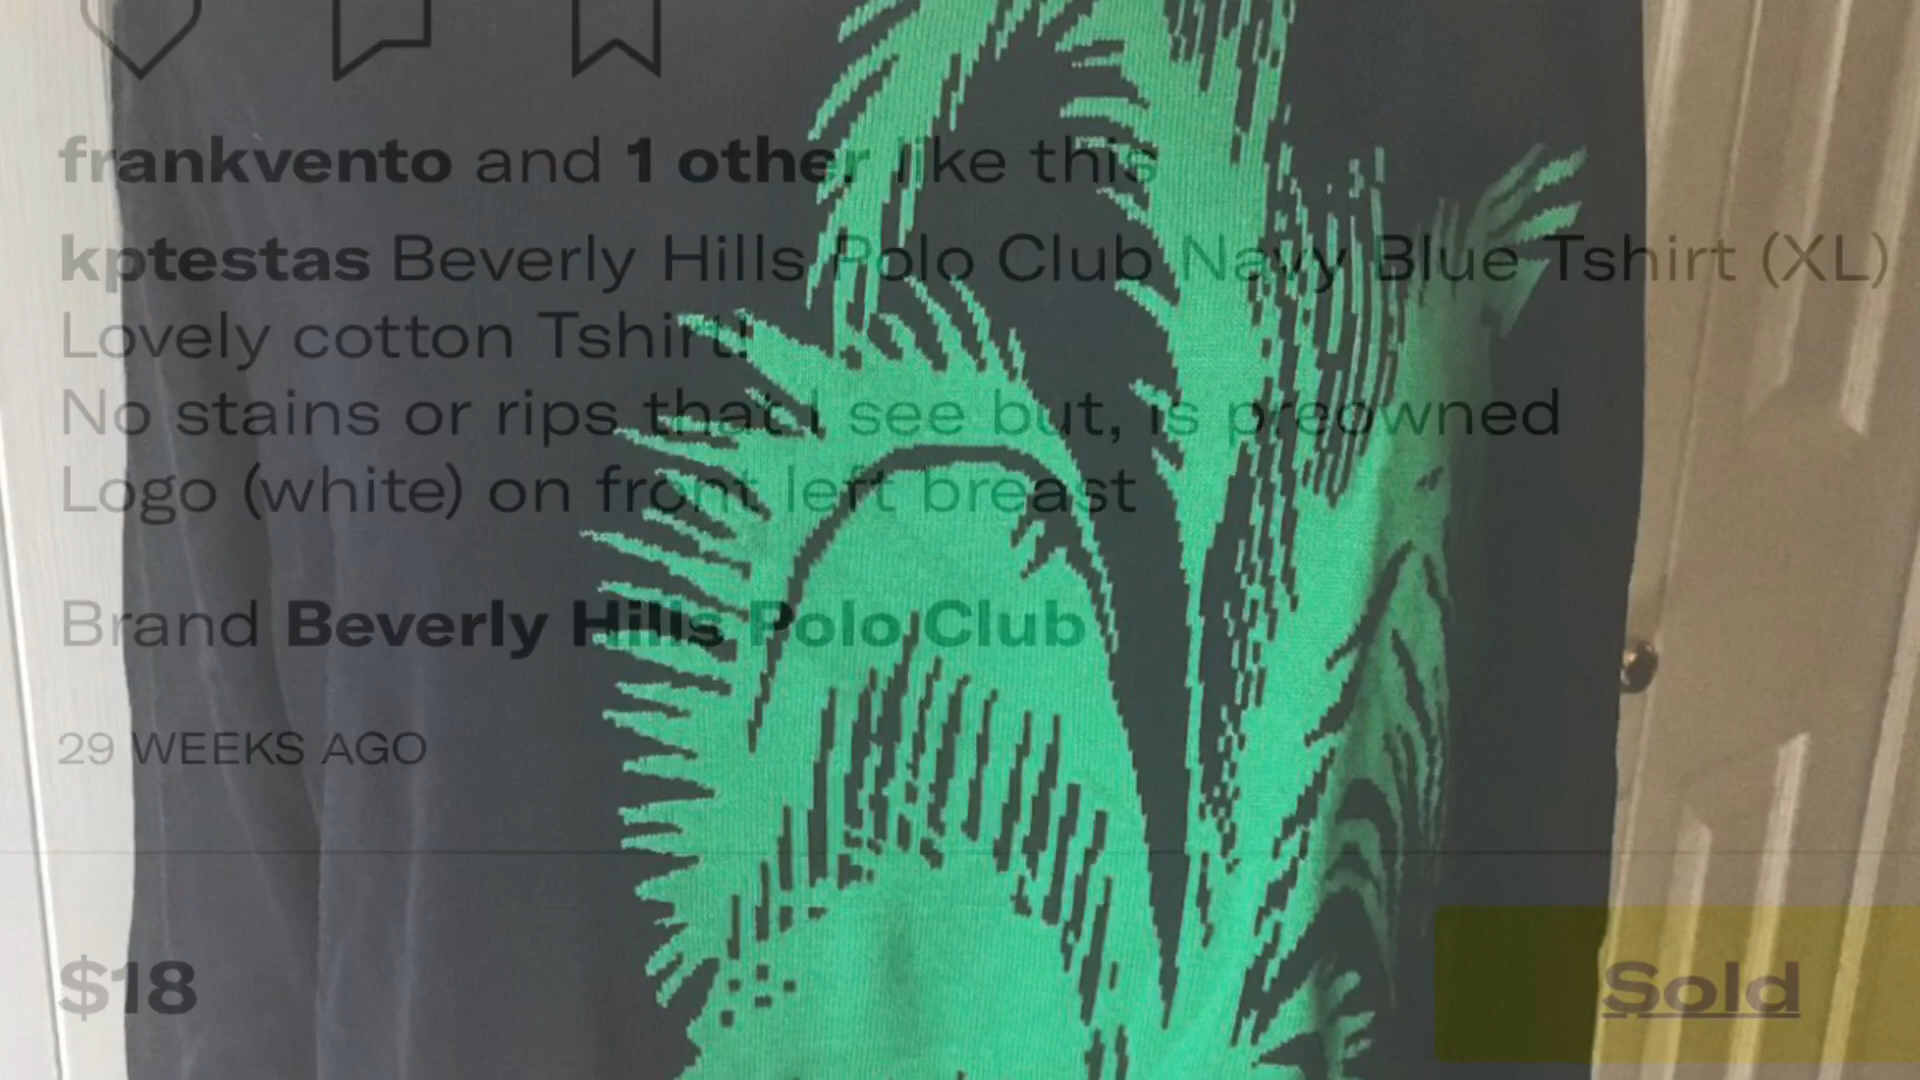 frankvento and 1 other like this
kptestas Beverly Hills Polo Club Navy Blue Tshirt (XL)
Lovely cotton Tshirt!
No stains or rips that I see but, is preowned
Logo (white) on front left breast
Brand Beverly Hills Polo Club
29 WEEKS AGO
$18
Sold